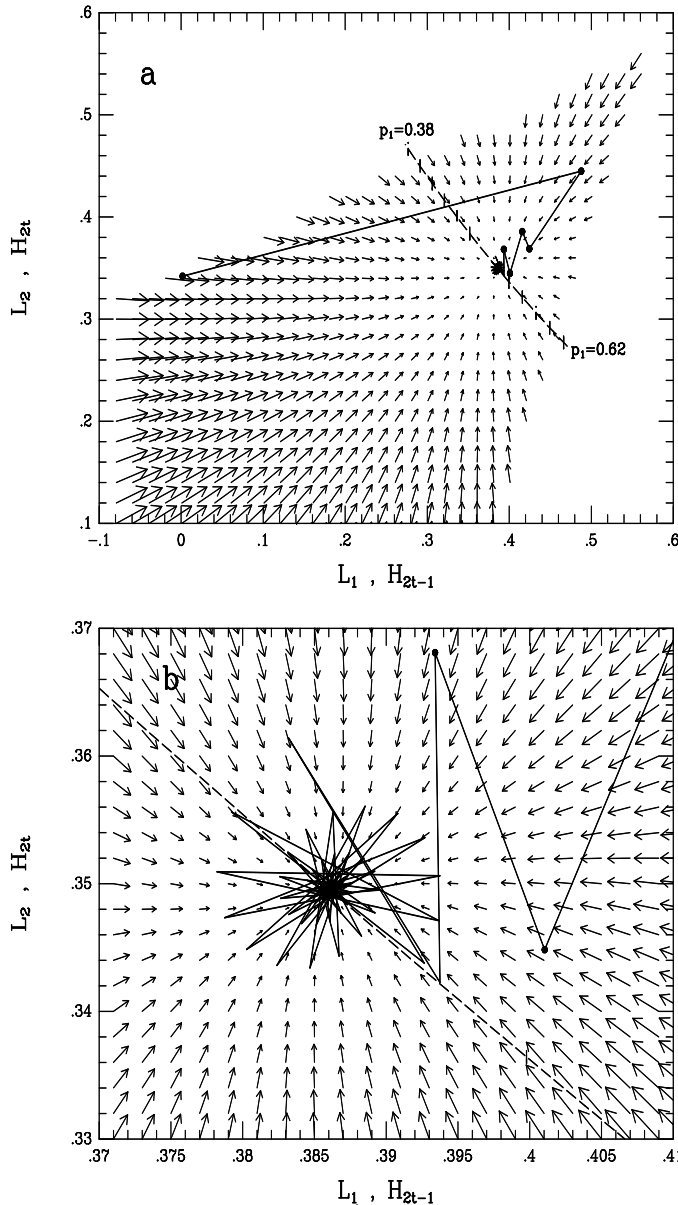 .6
a
p₁=0.38
.5
.4
L₂ , H₂ₜ
.3
p₁=0.62
.2
.1
-.1 0 .1 .2 .3 .4 .5 .6
L₁ , H₂ₜ₋₁
.37
b
.36
L₂ , H₂ₜ
.35
.34
.33
.37 .375 .38 .385 .39 .395 .4 .405 .41
L₁ , H₂ₜ₋₁